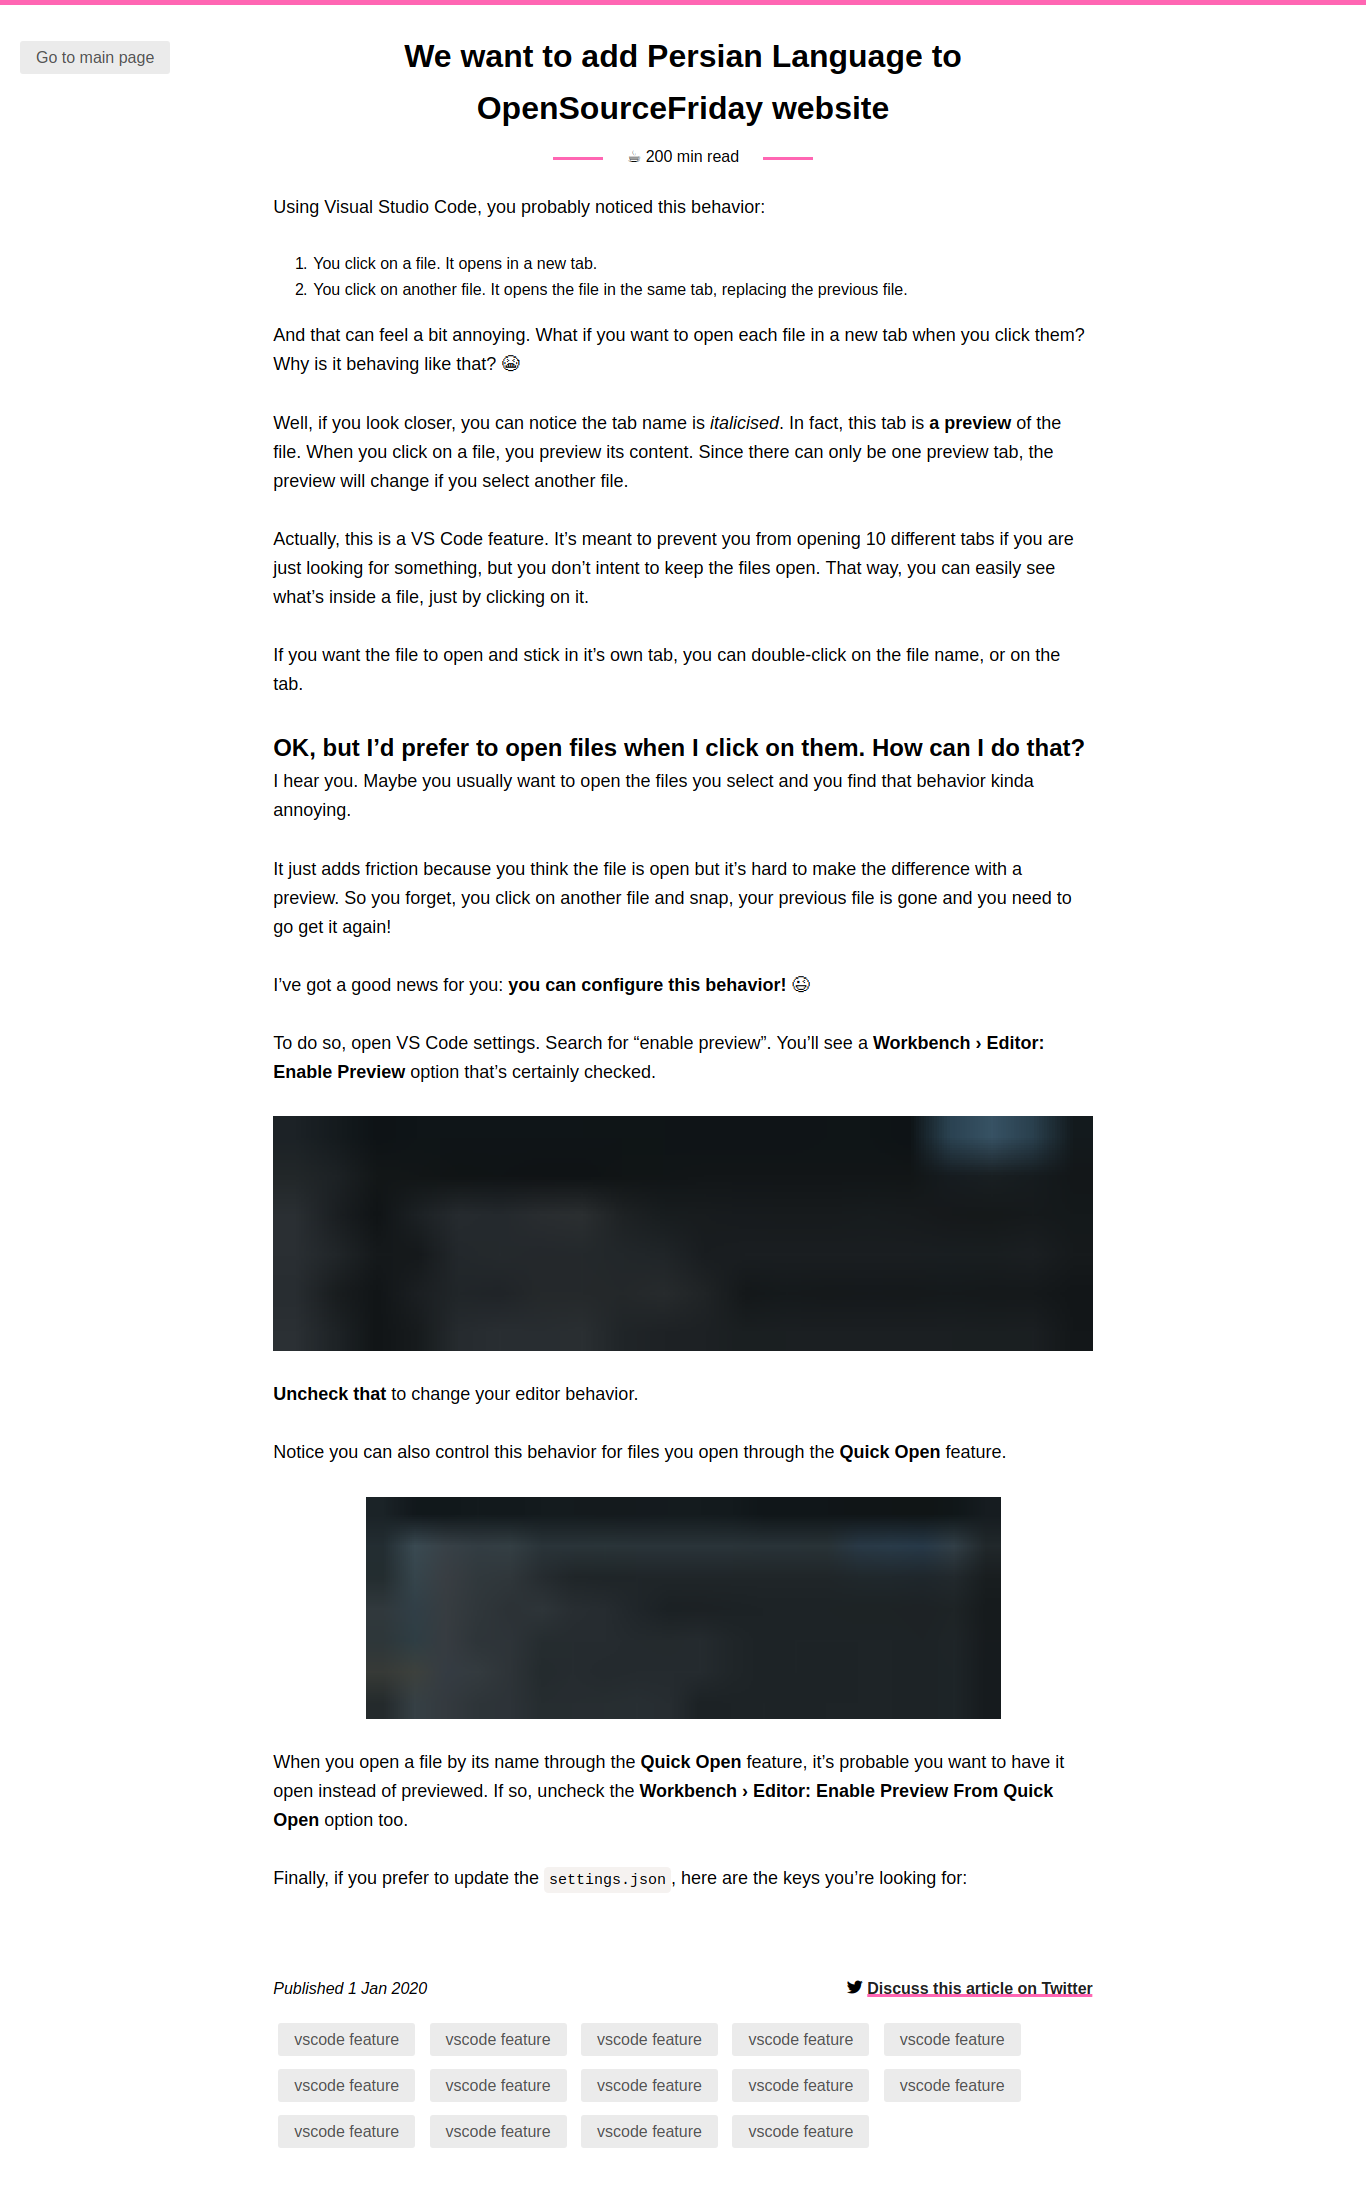 Go to main page
We want to add Persian Language to
OpenSourceFriday website
☕ 200 min read
Using Visual Studio Code, you probably noticed this behavior:
1. You click on a file. It opens in a new tab.
2. You click on another file. It opens the file in the same tab, replacing the previous file.
And that can feel a bit annoying. What if you want to open each file in a new tab when you click them?
Why is it behaving like that? 😭
Well, if you look closer, you can notice the tab name is italicised. In fact, this tab is a preview of the
file. When you click on a file, you preview its content. Since there can only be one preview tab, the
preview will change if you select another file.
Actually, this is a VS Code feature. It’s meant to prevent you from opening 10 different tabs if you are
just looking for something, but you don’t intent to keep the files open. That way, you can easily see
what’s inside a file, just by clicking on it.
If you want the file to open and stick in it’s own tab, you can double-click on the file name, or on the
tab.
OK, but I’d prefer to open files when I click on them. How can I do that?
I hear you. Maybe you usually want to open the files you select and you find that behavior kinda
annoying.
It just adds friction because you think the file is open but it’s hard to make the difference with a
preview. So you forget, you click on another file and snap, your previous file is gone and you need to
go get it again!
I’ve got a good news for you: you can configure this behavior! 😃
To do so, open VS Code settings. Search for “enable preview”. You’ll see a Workbench › Editor:
Enable Preview option that’s certainly checked.
Uncheck that to change your editor behavior.
Notice you can also control this behavior for files you open through the Quick Open feature.
When you open a file by its name through the Quick Open feature, it’s probable you want to have it
open instead of previewed. If so, uncheck the Workbench › Editor: Enable Preview From Quick
Open option too.
Finally, if you prefer to update the settings.json, here are the keys you’re looking for:
Published 1 Jan 2020
Discuss this article on Twitter
vscode feature vscode feature vscode feature vscode feature vscode feature
vscode feature vscode feature vscode feature vscode feature vscode feature
vscode feature vscode feature vscode feature vscode feature